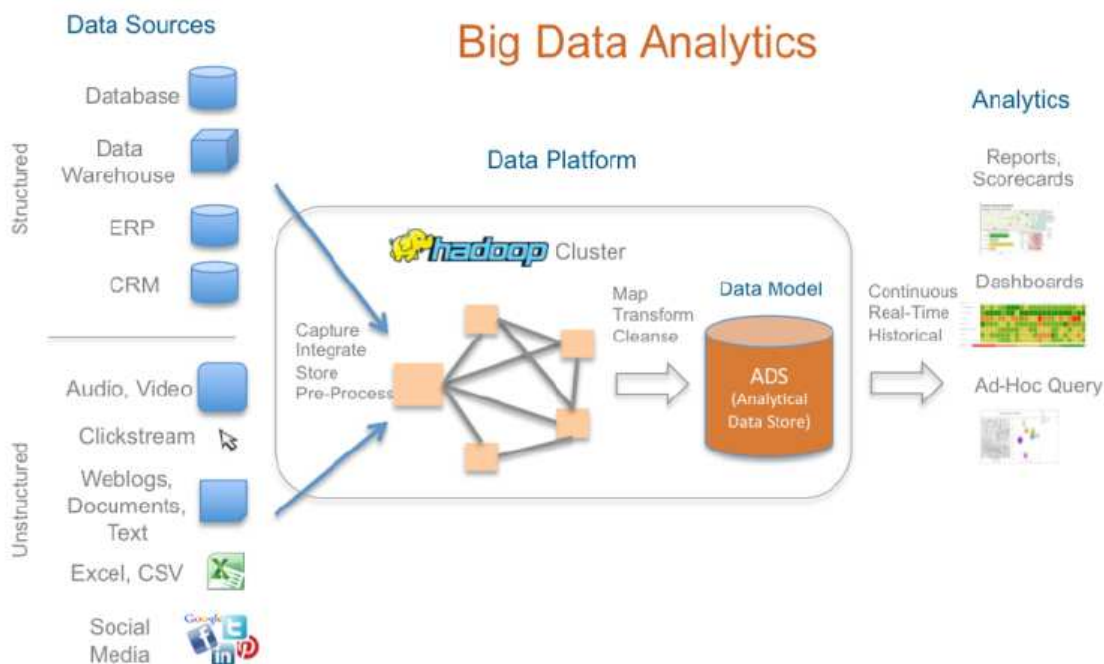 Data Sources
Big Data Analytics
Structured
Database
Data
Warehouse
ERP
CRM
Unstructured
Audio, Video
Clickstream
Weblogs,
Documents,
Text
Excel, CSV
Social
Media
Google
Data Platform
hadoop Cluster
Capture
Integrate
Store
Pre-Process
Map
Transform
Cleanse
Data Model
ADS
(Analytical
Data Store)
Continuous
Real-Time
Historical
Analytics
Reports,
Scorecards
Dashboards
Ad-Hoc Query